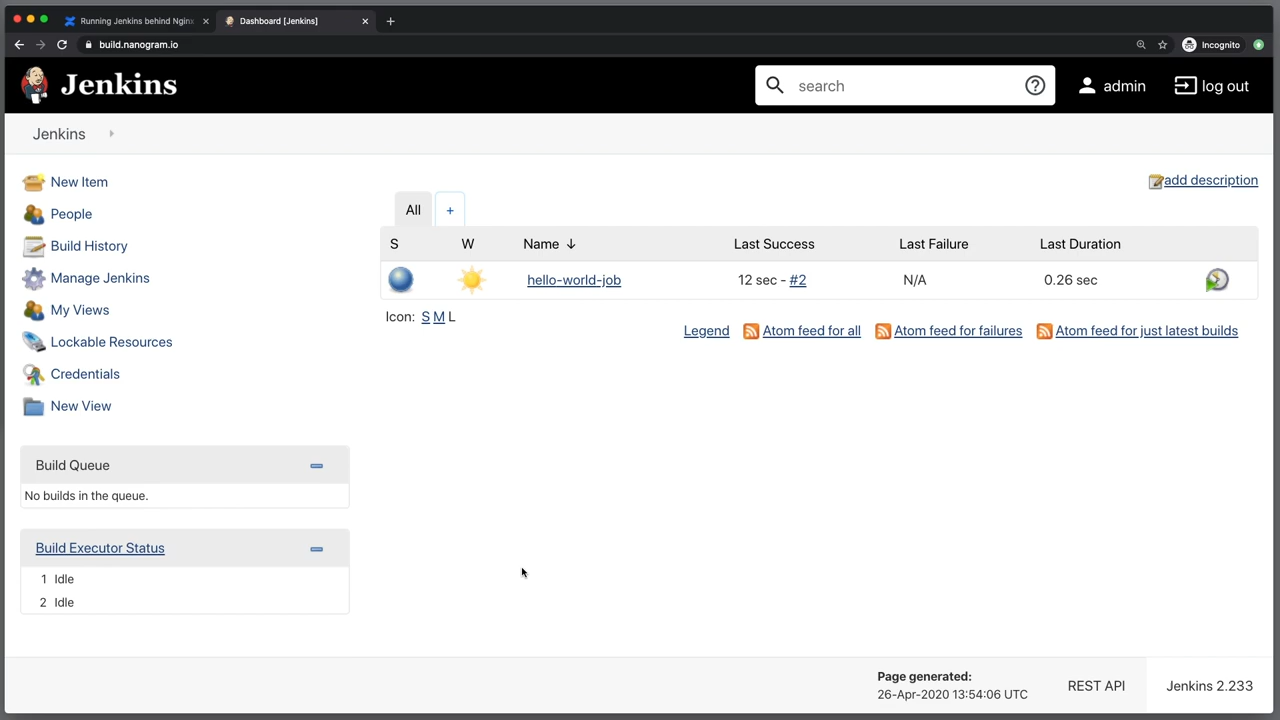 Running Jenkins behind Nginx
Dashboard [Jenkins]
build.nanogram.io
Incognito
Jenkins
search
admin
log out
Jenkins
New Item
People
Build History
Manage Jenkins
My Views
Lockable Resources
Credentials
New View
add description
All
+
S W Name ↓ Last Success Last Failure Last Duration
hello-world-job 12 sec - #2 N/A 0.26 sec
Icon: S M L
Legend Atom feed for all Atom feed for failures Atom feed for just latest builds
Build Queue
No builds in the queue.
Build Executor Status
1 Idle
2 Idle
Page generated:
26-Apr-2020 13:54:06 UTC
REST API
Jenkins 2.233